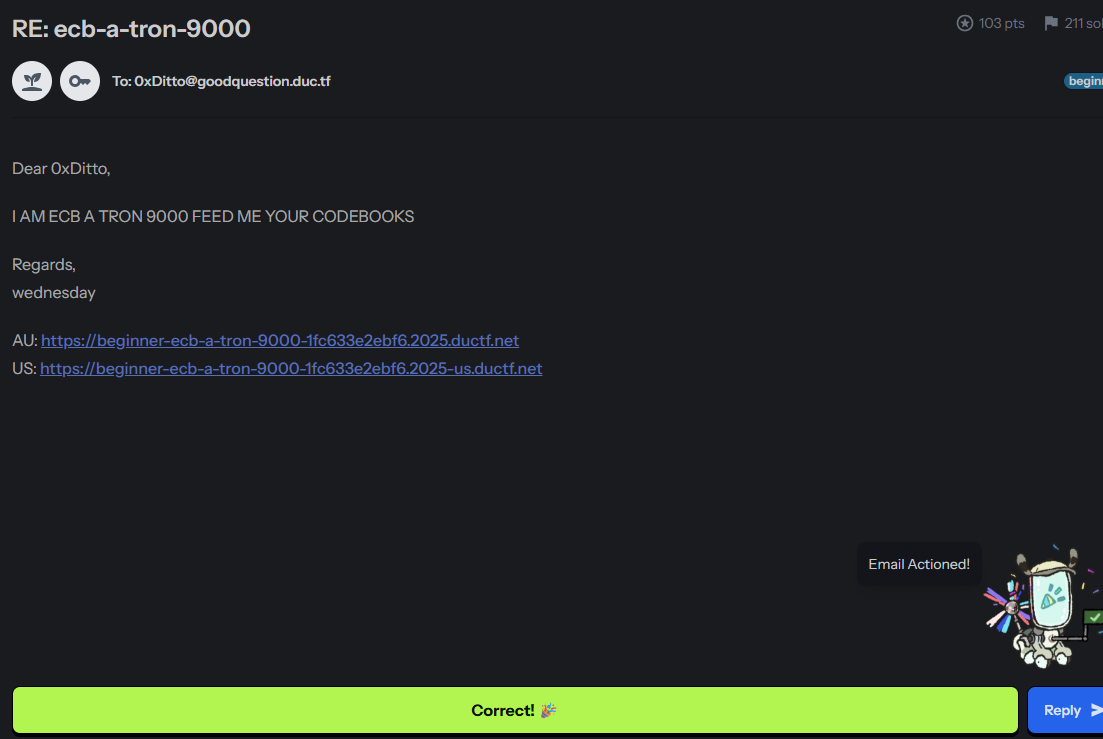 RE: ecb-a-tron-9000
103 pts
211
To: 0xDitto@goodquestion.duc.tf
Dear 0xDitto,
I AM ECB A TRON 9000 FEED ME YOUR CODEBOOKS
Regards,
wednesday
AU: https://beginner-ecb-a-tron-9000-1fc633e2ebf6.2025.ductf.net
US: https://beginner-ecb-a-tron-9000-1fc633e2ebf6.2025-us.ductf.net
Email Actioned!
Correct! 🎉
Reply